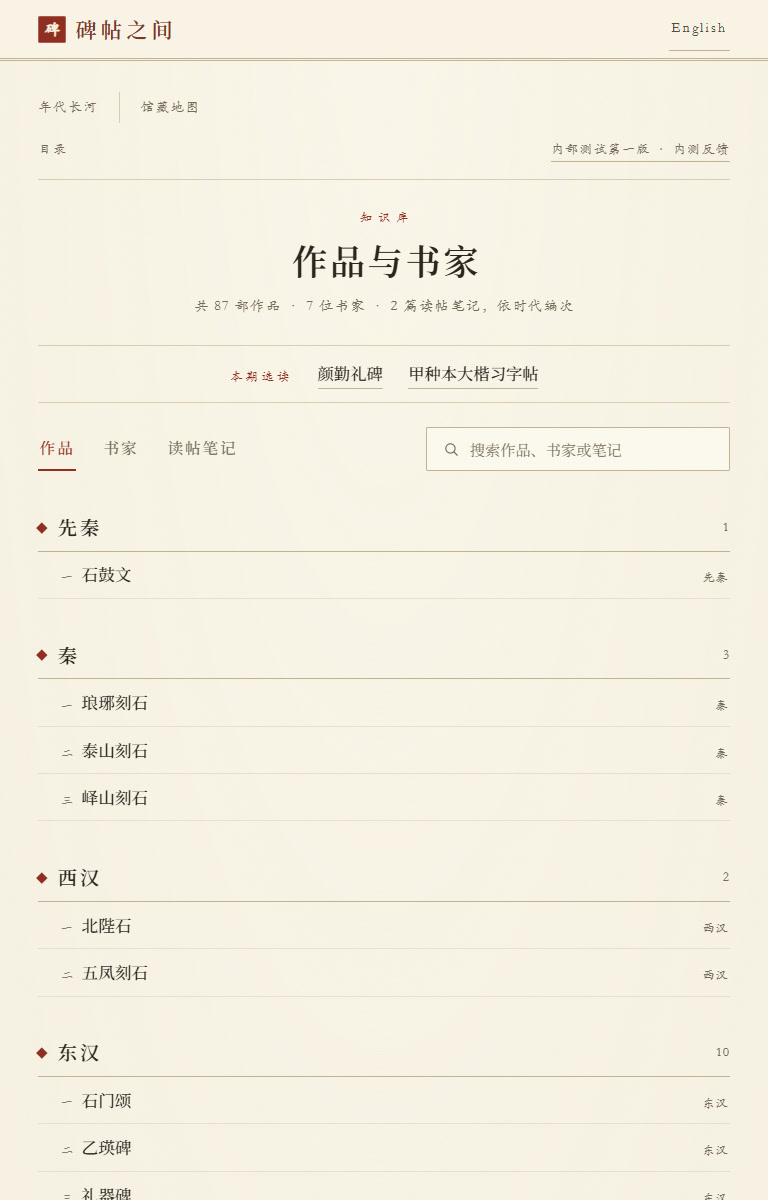 碑 碑帖之间 English
年代长河 馆藏地图
目录 内部测试第一版 · 内测反馈
知识库
作品与书家
共 87 部作品 · 7 位书家 · 2 篇读帖笔记，依时代编次
本期选读 颜勤礼碑 甲种本大楷习字帖
作品 书家 读帖笔记 搜索作品、书家或笔记
先秦 1
一 石鼓文 先秦
秦 3
一 琅琊刻石 秦
二 泰山刻石 秦
三 峄山刻石 秦
西汉 2
一 北陛石 西汉
二 五凤刻石 西汉
东汉 10
一 石门颂 东汉
二 乙瑛碑 东汉
三 礼器碑 东汉